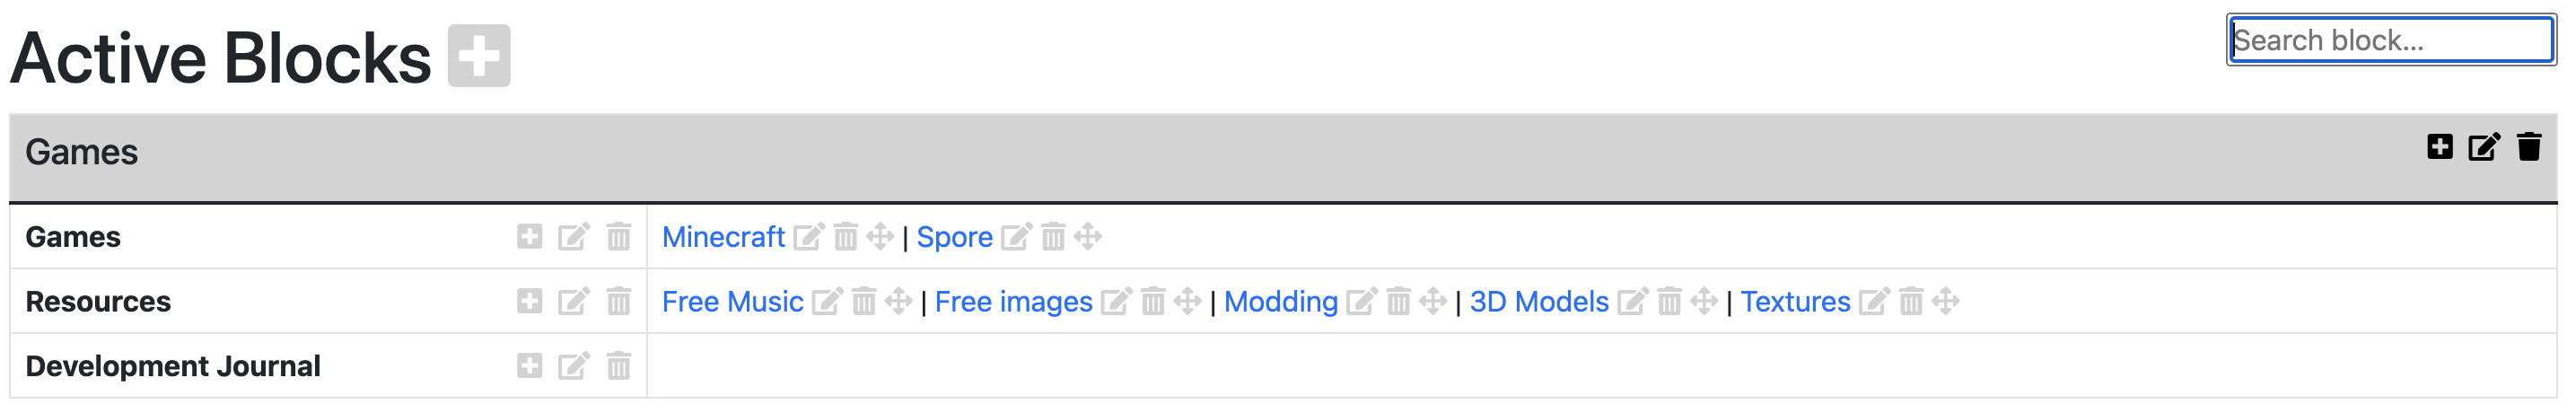 Active Blocks
Search block...
Games
Games Minecraft | Spore
Resources Free Music | Free images | Modding | 3D Models | Textures
Development Journal